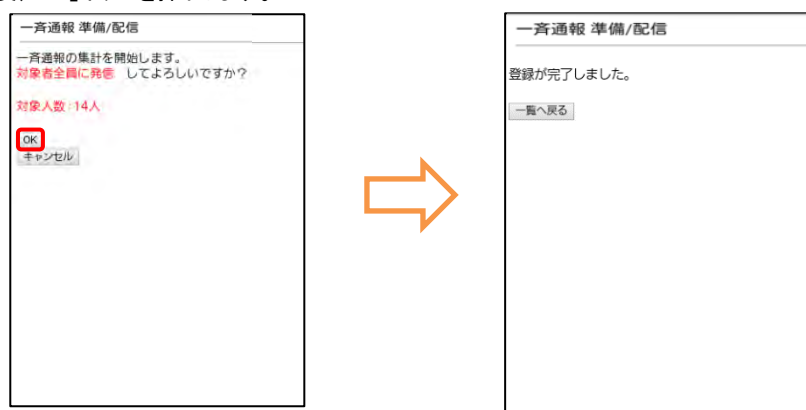 一斉通報 準備/配信
一斉通報の集計を開始します。
対象者全員に発信 してよろしいですか？
対象人数：14人
OK
キャンセル
一斉通報 準備/配信
登録が完了しました。
一覧へ戻る